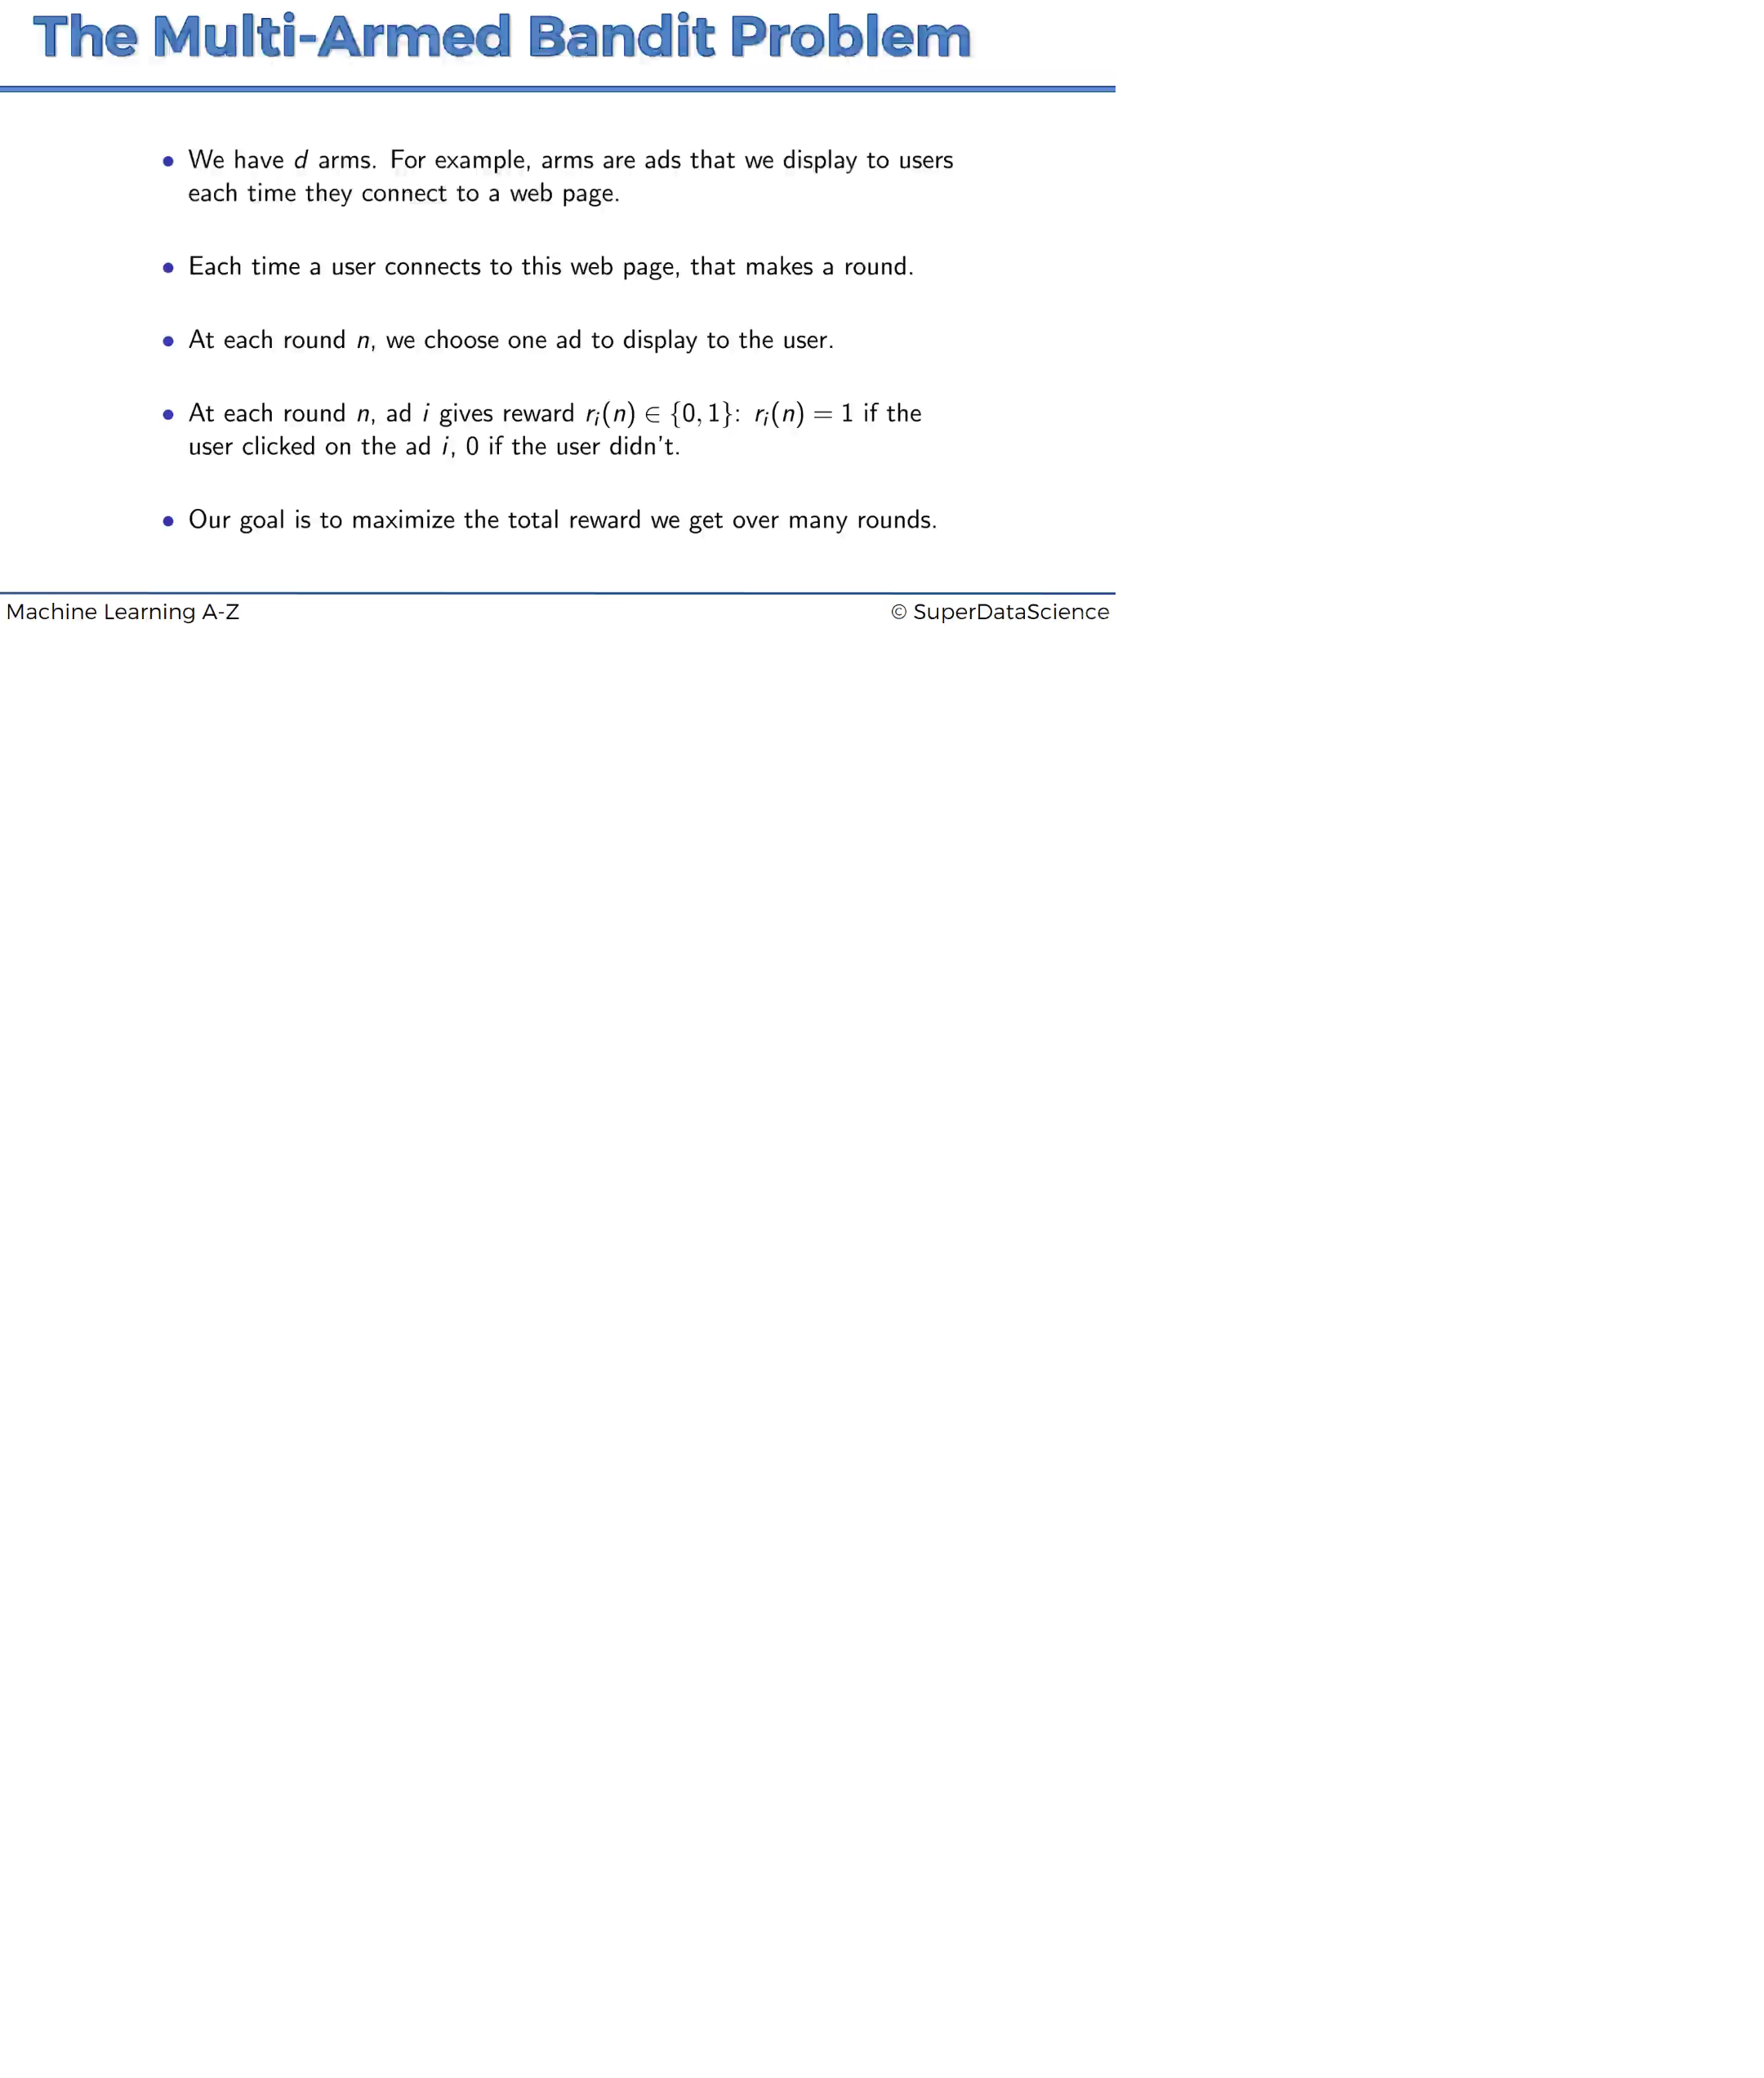 The Multi-Armed Bandit Problem
• We have d arms. For example, arms are ads that we display to users
each time they connect to a web page.
• Each time a user connects to this web page, that makes a round.
• At each round n, we choose one ad to display to the user.
• At each round n, ad i gives reward rᵢ(n) ∈ {0, 1}: rᵢ(n) = 1 if the
user clicked on the ad i, 0 if the user didn't.
• Our goal is to maximize the total reward we get over many rounds.
Machine Learning A-Z
© SuperDataScience